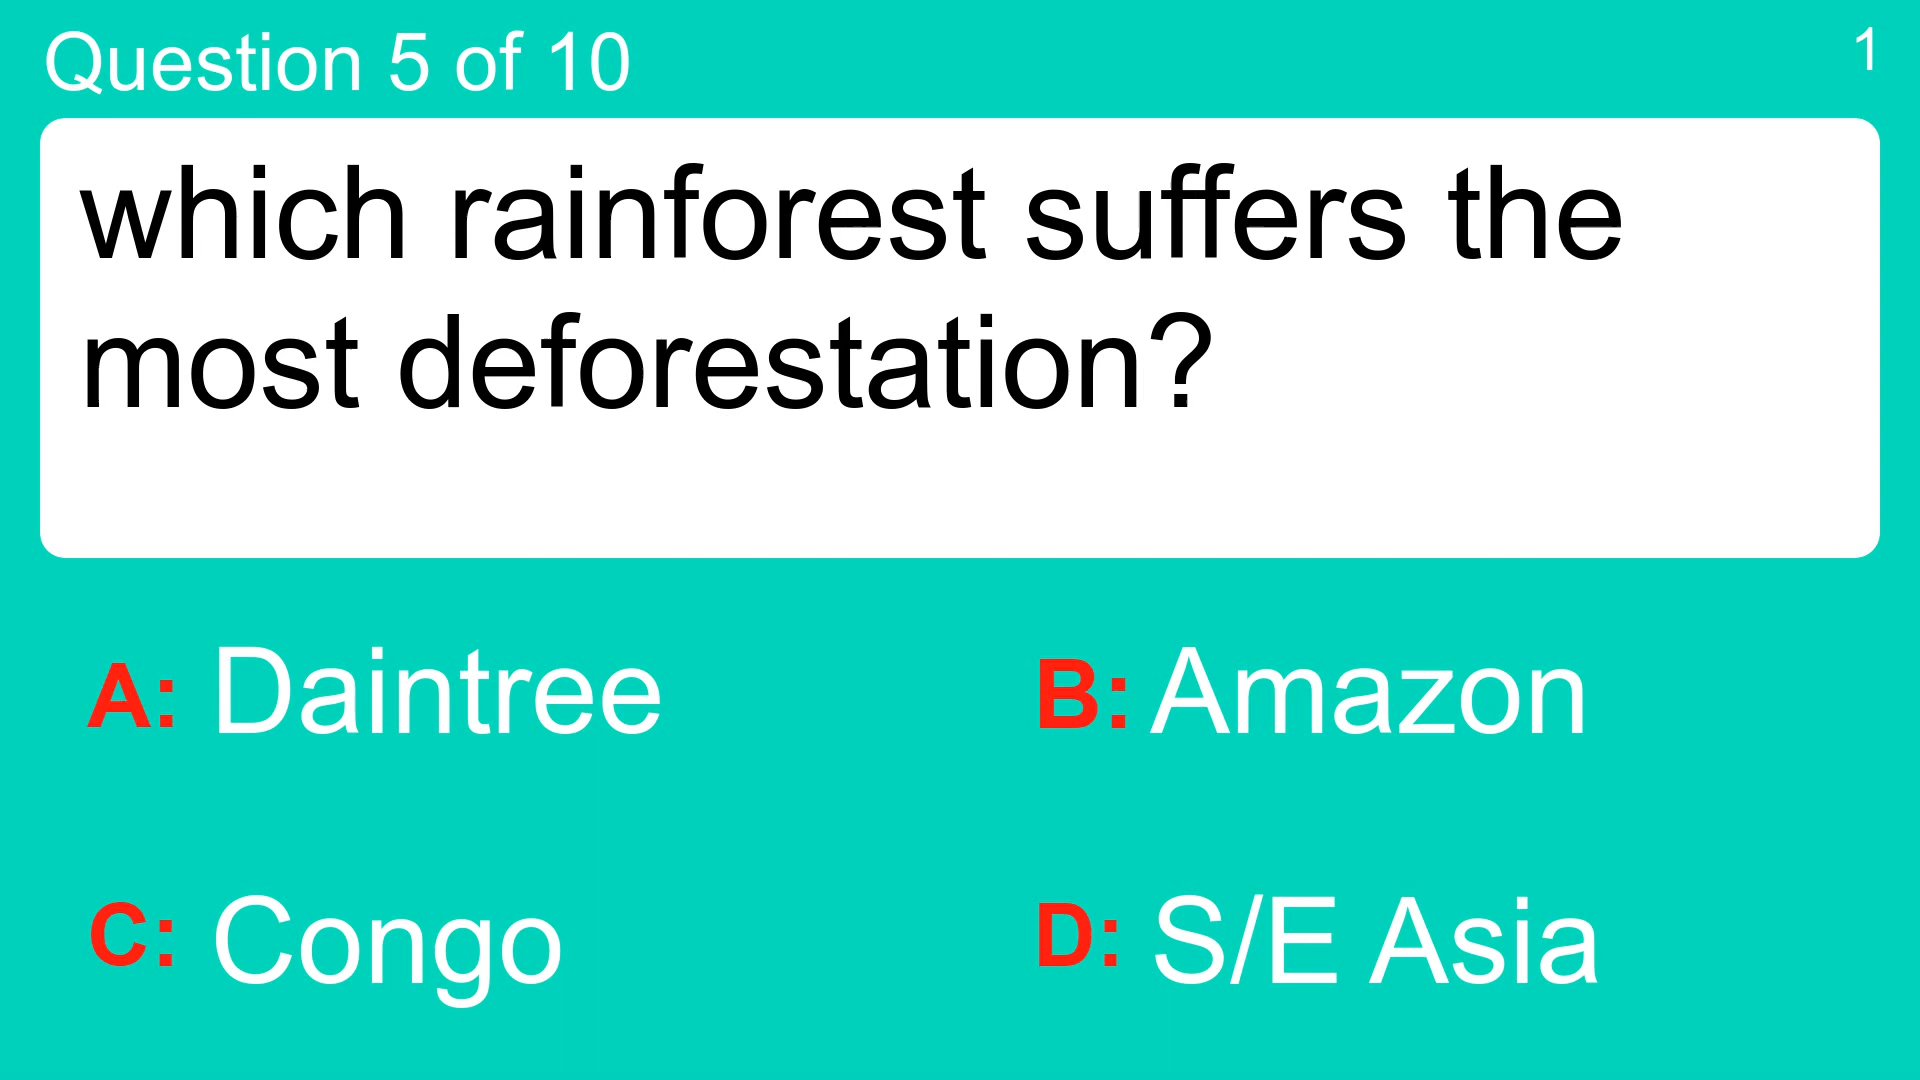 Question 5 of 10
1
which rainforest suffers the
most deforestation?
A: Daintree
B: Amazon
C: Congo
D: S/E Asia